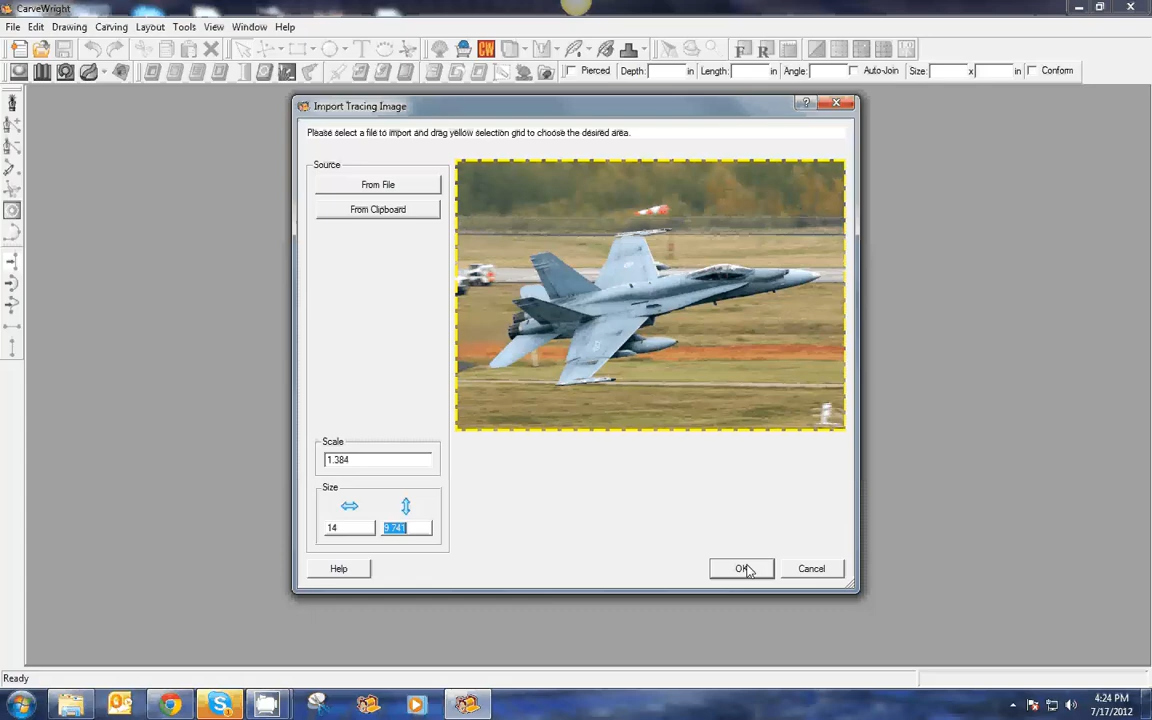 CarveWright
File Edit Drawing Carving Layout Tools View Window Help
CW F R
Pierced Depth: in Length: in Angle: Auto-Join Size: x in Conform
Import Tracing Image
Please select a file to import and drag yellow selection grid to choose the desired area.
Source
From File
From Clipboard
Scale
1.384
Size
14 9.741
Help OK Cancel
Ready
4:24 PM
7/17/2012